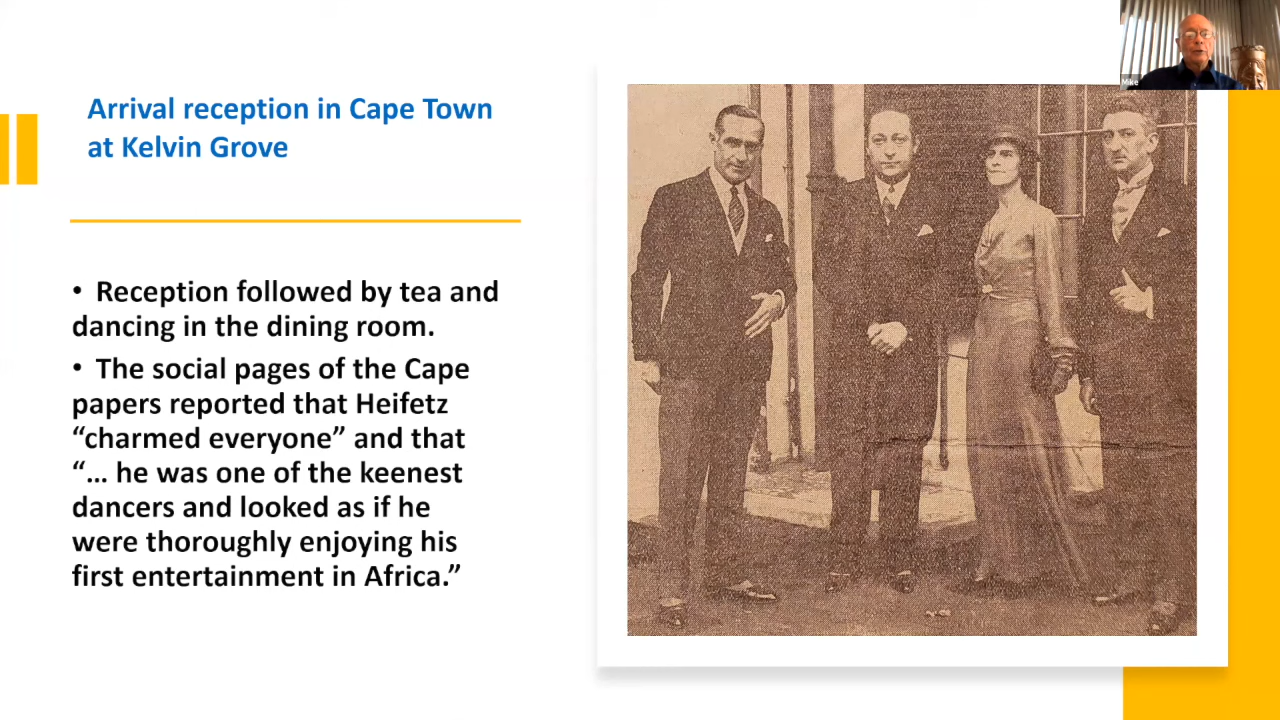 Arrival reception in Cape Town
at Kelvin Grove
• Reception followed by tea and
dancing in the dining room.
• The social pages of the Cape
papers reported that Heifetz
“charmed everyone” and that
“… he was one of the keenest
dancers and looked as if he
were thoroughly enjoying his
first entertainment in Africa.”
Mike